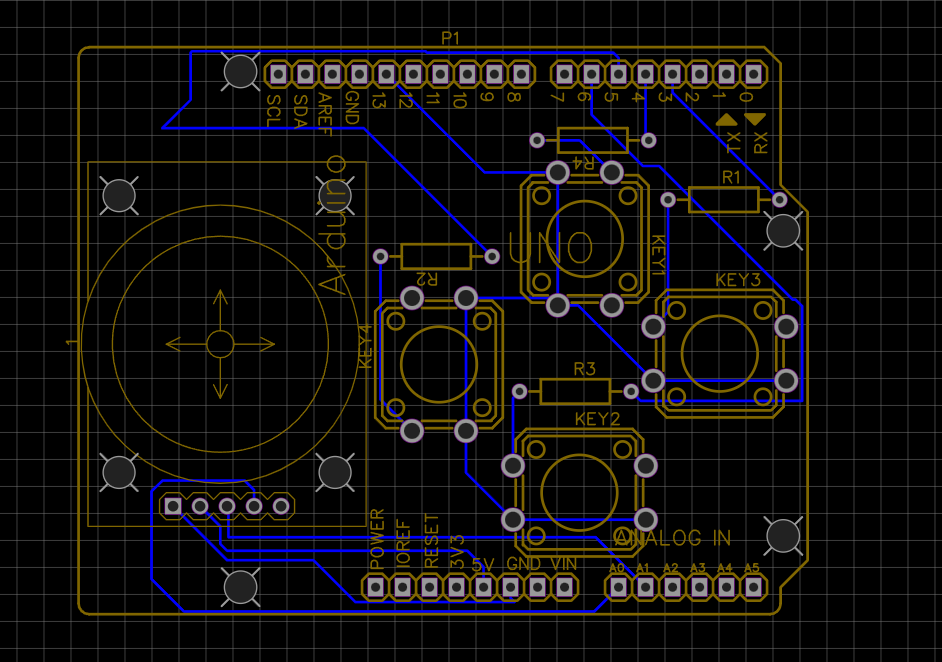 P1
SCL
SDA
AREF
GND
13
12
11
10
9
8
7
6
5
4
3
2
1
0
TX
RX
R4
R1
Arduino
UNO
KEY1
R2
KEY3
1
KEY4
R3
KEY2
POWER
IOREF
RESET
3V3
5V
GND
VIN
ANALOG IN
A0
A1
A2
A3
A4
A5